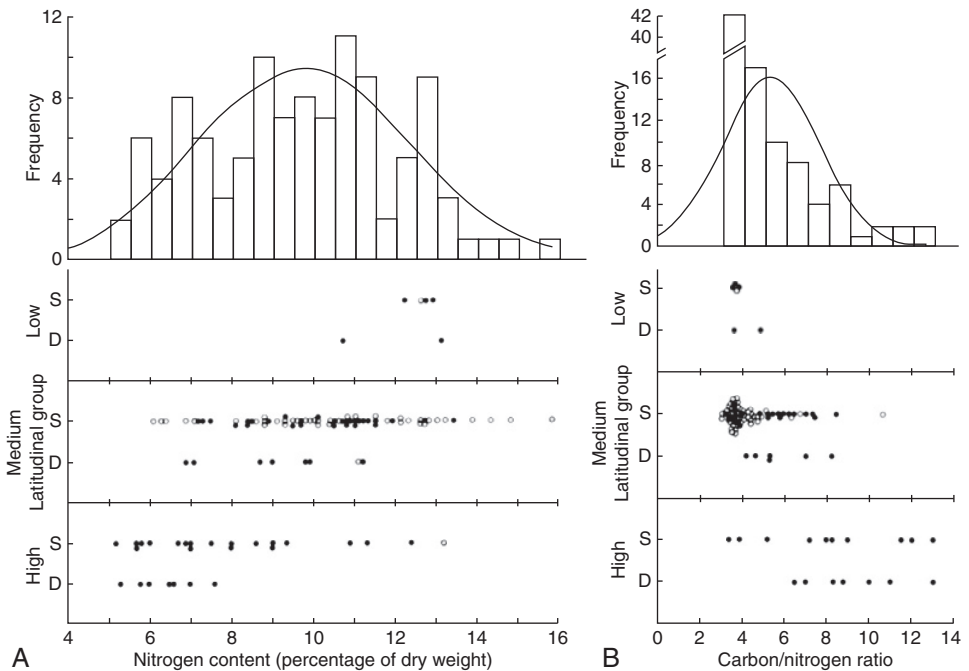 12
8
4
0
Frequency
S
D
Low
S
D
Medium
Latitudinal group
S
D
High
4 6 8 10 12 14 16
A Nitrogen content (percentage of dry weight)
42
40
16
12
8
4
0
Frequency
S
D
Low
S
D
Medium
Latitudinal group
S
D
High
0 2 4 6 8 10 12 14
B Carbon/nitrogen ratio